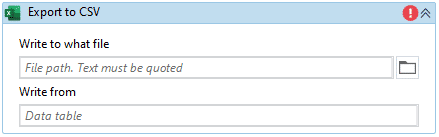 Export to CSV
Write to what file
File path. Text must be quoted
Write from
Data table